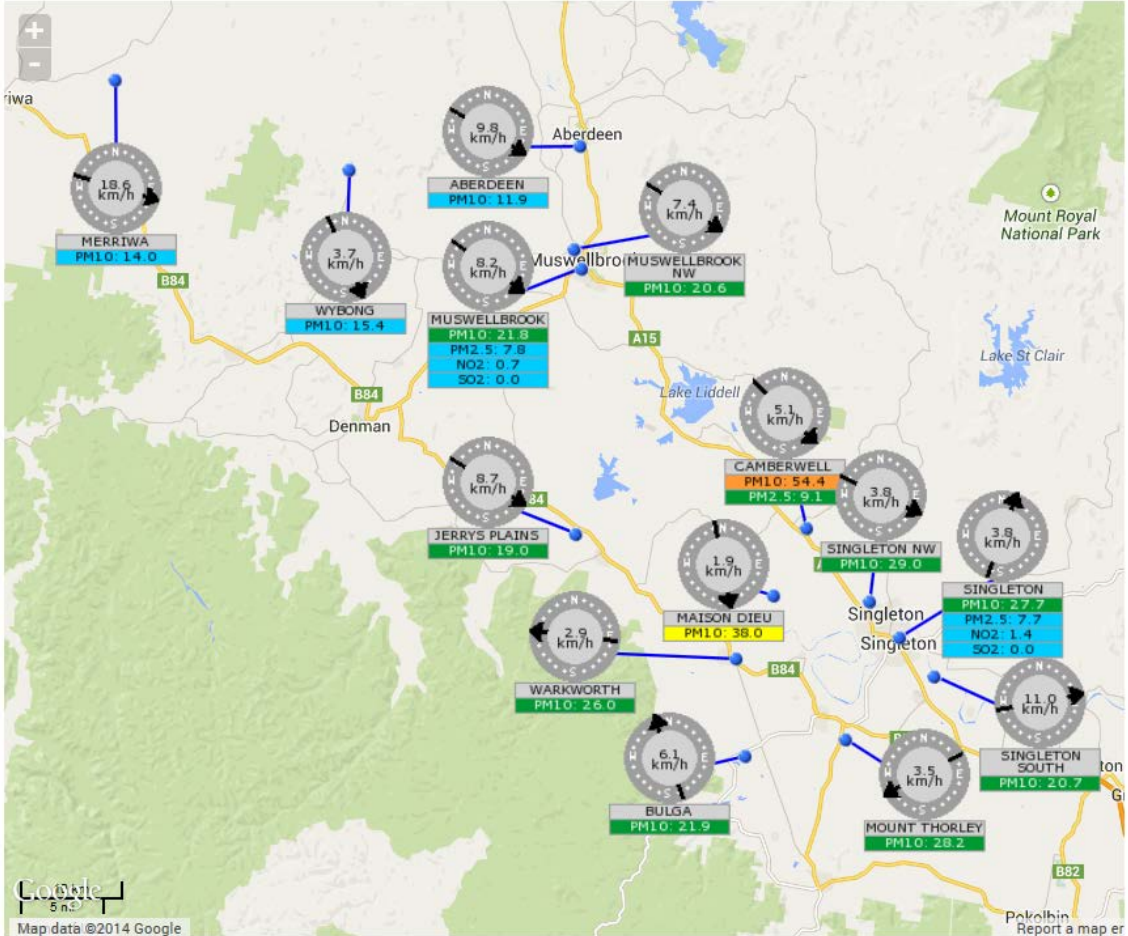 +
-
riwa
18.6
km/h
MERRIWA
PM10: 14.0
B84
3.7
km/h
WYBONG
PM10: 15.4
9.8
km/h
ABERDEEN
PM10: 11.9
Aberdeen
8.2
km/h
MUSWELLBROOK
PM10: 21.8
PM2.5: 7.8
NO2: 0.7
SO2: 0.0
7.4
km/h
MUSWELLBROOK
NW
PM10: 20.6
Mount Royal
National Park
A15
Lake St Clair
Lake Liddell
B84
Denman
5.1
km/h
CAMBERWELL
PM10: 54.4
PM2.5: 9.1
8.7
km/h
JERRYS PLAINS
PM10: 19.0
3.8
km/h
SINGLETON NW
PM10: 29.0
3.8
km/h
SINGLETON
PM10: 27.7
PM2.5: 7.7
NO2: 1.4
SO2: 0.0
1.9
km/h
MAISON DIEU
PM10: 38.0
Singleton
Singleton
2.9
km/h
WARKWORTH
PM10: 26.0
B84
11.0
km/h
SINGLETON
SOUTH
PM10: 20.7
6.1
km/h
BULGA
PM10: 21.9
3.5
km/h
MOUNT THORLEY
PM10: 28.2
B82
Google
5 mi
Pokolbin
Map data ©2014 Google
Report a map er